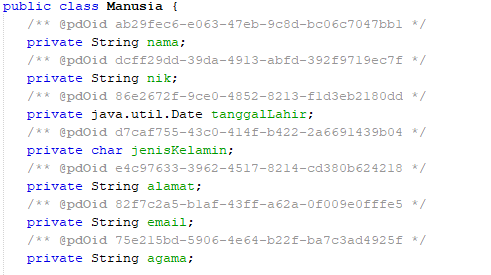 public class Manusia {
/** @pdOid ab29fec6-e063-47eb-9c8d-bc06c7047bb1 */
private String nama;
/** @pdOid dcff29dd-39da-4913-abfd-392f9719ec7f */
private String nik;
/** @pdOid 86e2672f-9ce0-4852-8213-f1d3eb2180dd */
private java.util.Date tanggalLahir;
/** @pdOid d7caf755-43c0-414f-b422-2a6691439b04 */
private char jenisKelamin;
/** @pdOid e4c97633-3962-4517-8214-cd380b624218 */
private String alamat;
/** @pdOid 82f7c2a5-b1af-43ff-a62a-0f009e0fffe5 */
private String email;
/** @pdOid 75e215bd-5906-4e64-b22f-ba7c3ad4925f */
private String agama;